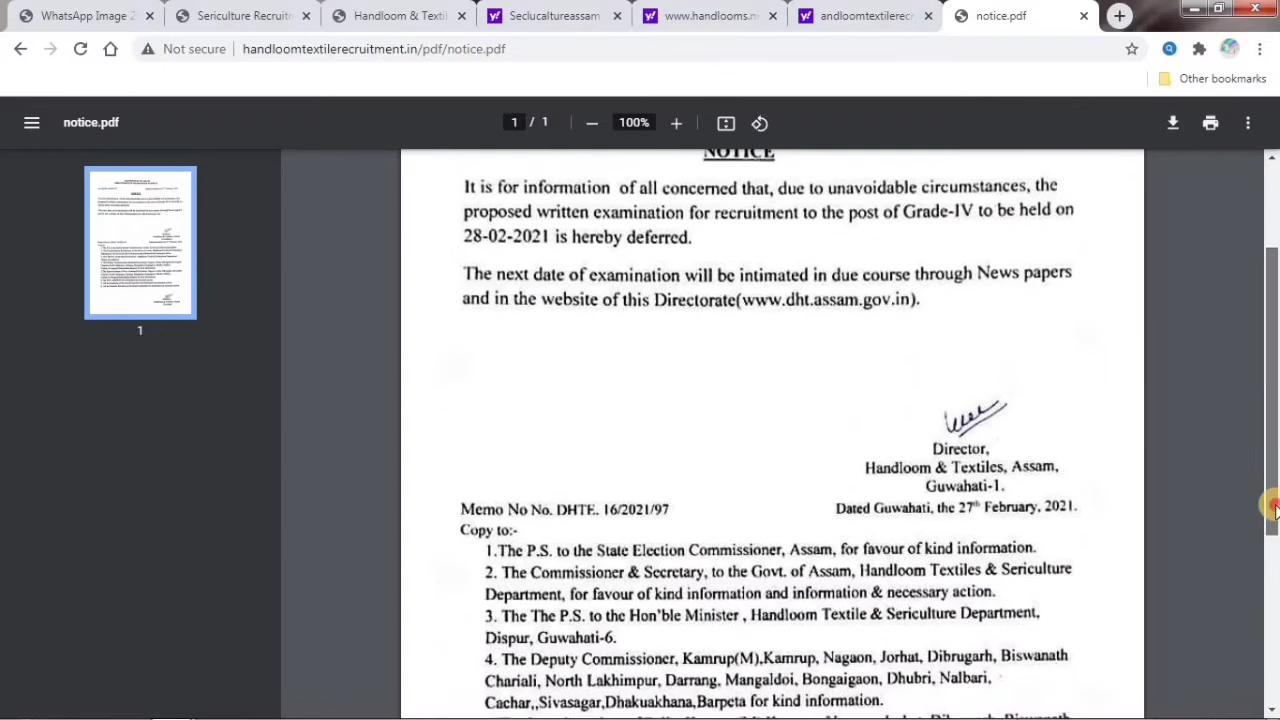 WhatsApp Image 2
Sericulture Recruitm
Handloom & Textil
Seclucultureassam
www.handlooms.n
andloomtextilerecr
notice.pdf
Not secure
handloomtextilerecruitment.in/pdf/notice.pdf
Other bookmarks
notice.pdf
1 / 1
100%
1
NOTICE
It is for information of all concerned that, due to unavoidable circumstances, the
proposed written examination for recruitment to the post of Grade-IV to be held on
28-02-2021 is hereby deferred.
The next date of examination will be intimated in due course through News papers
and in the website of this Directorate(www.dht.assam.gov.in).
Director,
Handloom & Textiles, Assam,
Guwahati-1.
Memo No No. DHTE. 16/2021/97
Dated Guwahati, the 27th February, 2021.
Copy to:-
1.The P.S. to the State Election Commissioner, Assam, for favour of kind information.
2. The Commissioner & Secretary, to the Govt. of Assam, Handloom Textiles & Sericulture
Department, for favour of kind information and information & necessary action.
3. The The P.S. to the Hon'ble Minister , Handloom Textile & Sericulture Department,
Dispur, Guwahati-6.
4. The Deputy Commissioner, Kamrup(M),Kamrup, Nagaon, Jorhat, Dibrugarh, Biswanath
Chariali, North Lakhimpur, Darrang, Mangaldoi, Bongaigaon, Dhubri, Nalbari,
Cachar,,Sivasagar,Dhakuakhana,Barpeta for kind information.